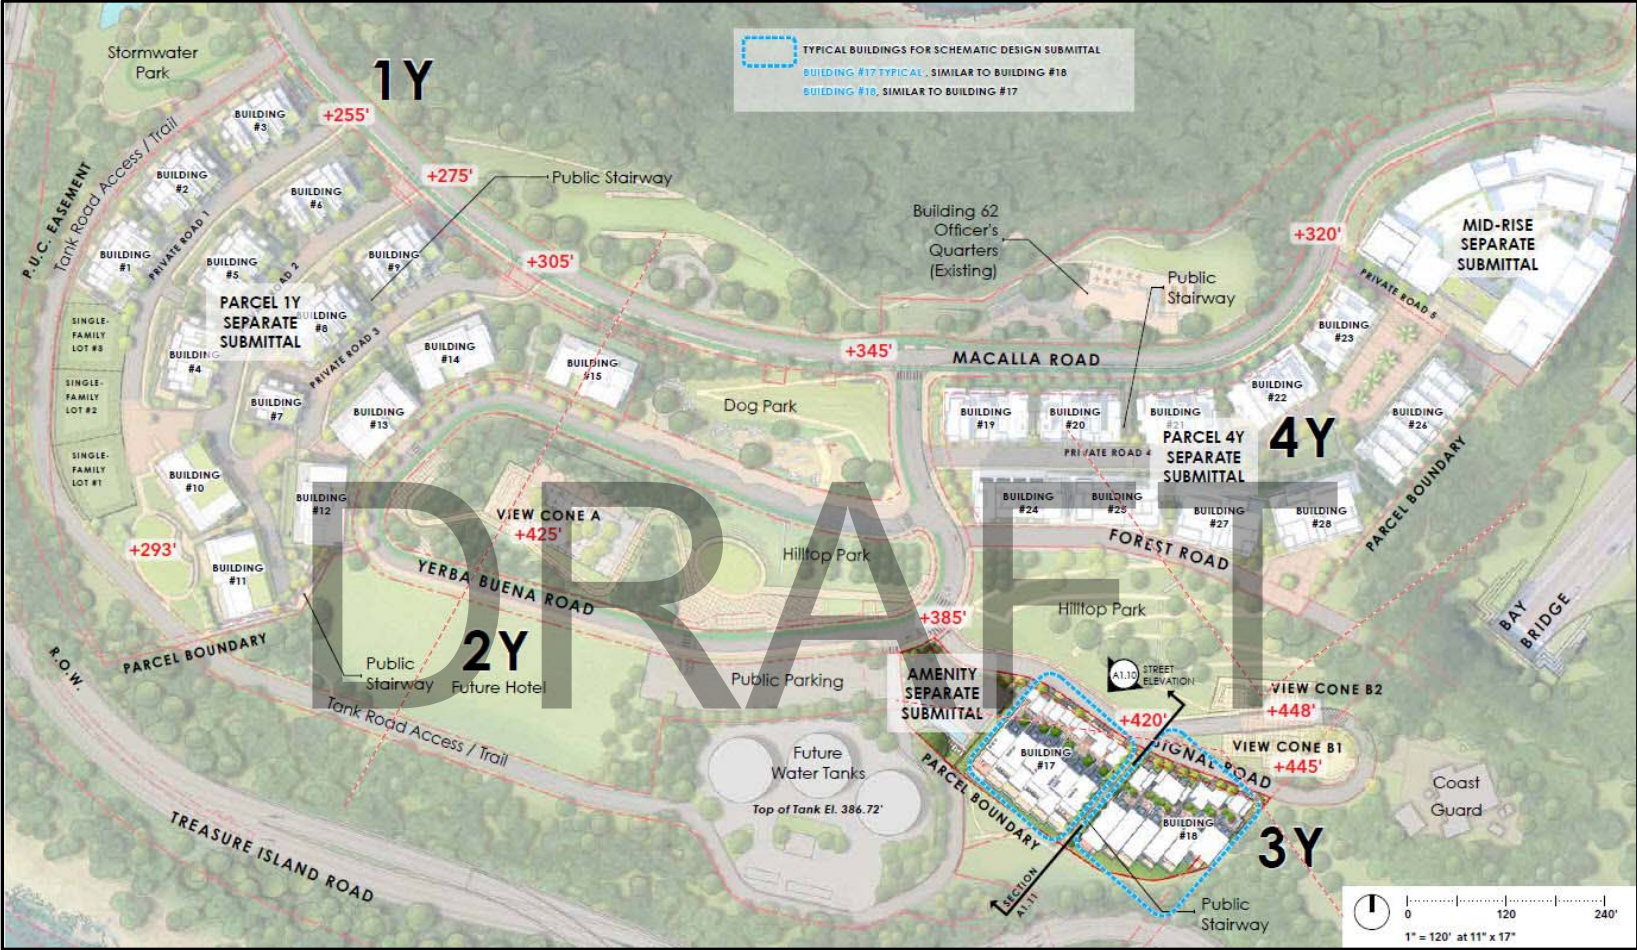 Stormwater
Park
1Y
TYPICAL BUILDINGS FOR SCHEMATIC DESIGN SUBMITTAL
BUILDING #17 TYPICAL , SIMILAR TO BUILDING #18
BUILDING #18, SIMILAR TO BUILDING #17
+255'
+275'
+305'
+345'
+320'
BUILDING
#3
BUILDING
#2
BUILDING
#6
BUILDING
#1
BUILDING
#5
BUILDING
#9
P.U.C. EASEMENT
Tank Road Access / Trail
PRIVATE ROAD 1
ROAD 2
PARCEL 1Y
SEPARATE
SUBMITTAL
BUILDING
#8
PRIVATE ROAD 3
Public Stairway
Building 62
Officer's
Quarters
(Existing)
Public
Stairway
MID-RISE
SEPARATE
SUBMITTAL
PRIVATE ROAD 5
SINGLE-
FAMILY
LOT #3
SINGLE-
FAMILY
LOT #2
SINGLE-
FAMILY
LOT #1
BUILDING
#4
BUILDING
#7
BUILDING
#14
BUILDING
#13
BUILDING
#15
BUILDING
#10
BUILDING
#12
BUILDING
#11
+293'
Dog Park
MACALLA ROAD
BUILDING
#23
BUILDING
#22
BUILDING
#19
BUILDING
#20
BUILDING
#21
BUILDING
#26
PARCEL 4Y
SEPARATE
SUBMITTAL
4Y
PRIVATE ROAD 4
BUILDING
#24
BUILDING
#25
BUILDING
#27
BUILDING
#28
PARCEL BOUNDARY
FOREST ROAD
BAY
BRIDGE
VIEW CONE A
+425'
Hilltop Park
YERBA BUENA ROAD
DRAFT
+385'
Hilltop Park
PARCEL BOUNDARY
R.O.W.
Public
Stairway
2Y
Future Hotel
Public Parking
AMENITY
SEPARATE
SUBMITTAL
A1.10
STREET
ELEVATION
VIEW CONE B2
+448'
+420'
SIGNAL ROAD
VIEW CONE B1
+445'
Tank Road Access / Trail
Future
Water Tanks
Top of Tank El. 386.72'
BUILDING
#17
PARCEL BOUNDARY
BUILDING
#18
3Y
Coast
Guard
TREASURE ISLAND ROAD
SECTION
A1.11
Public
Stairway
0 120 240'
1" = 120' at 11" x 17"